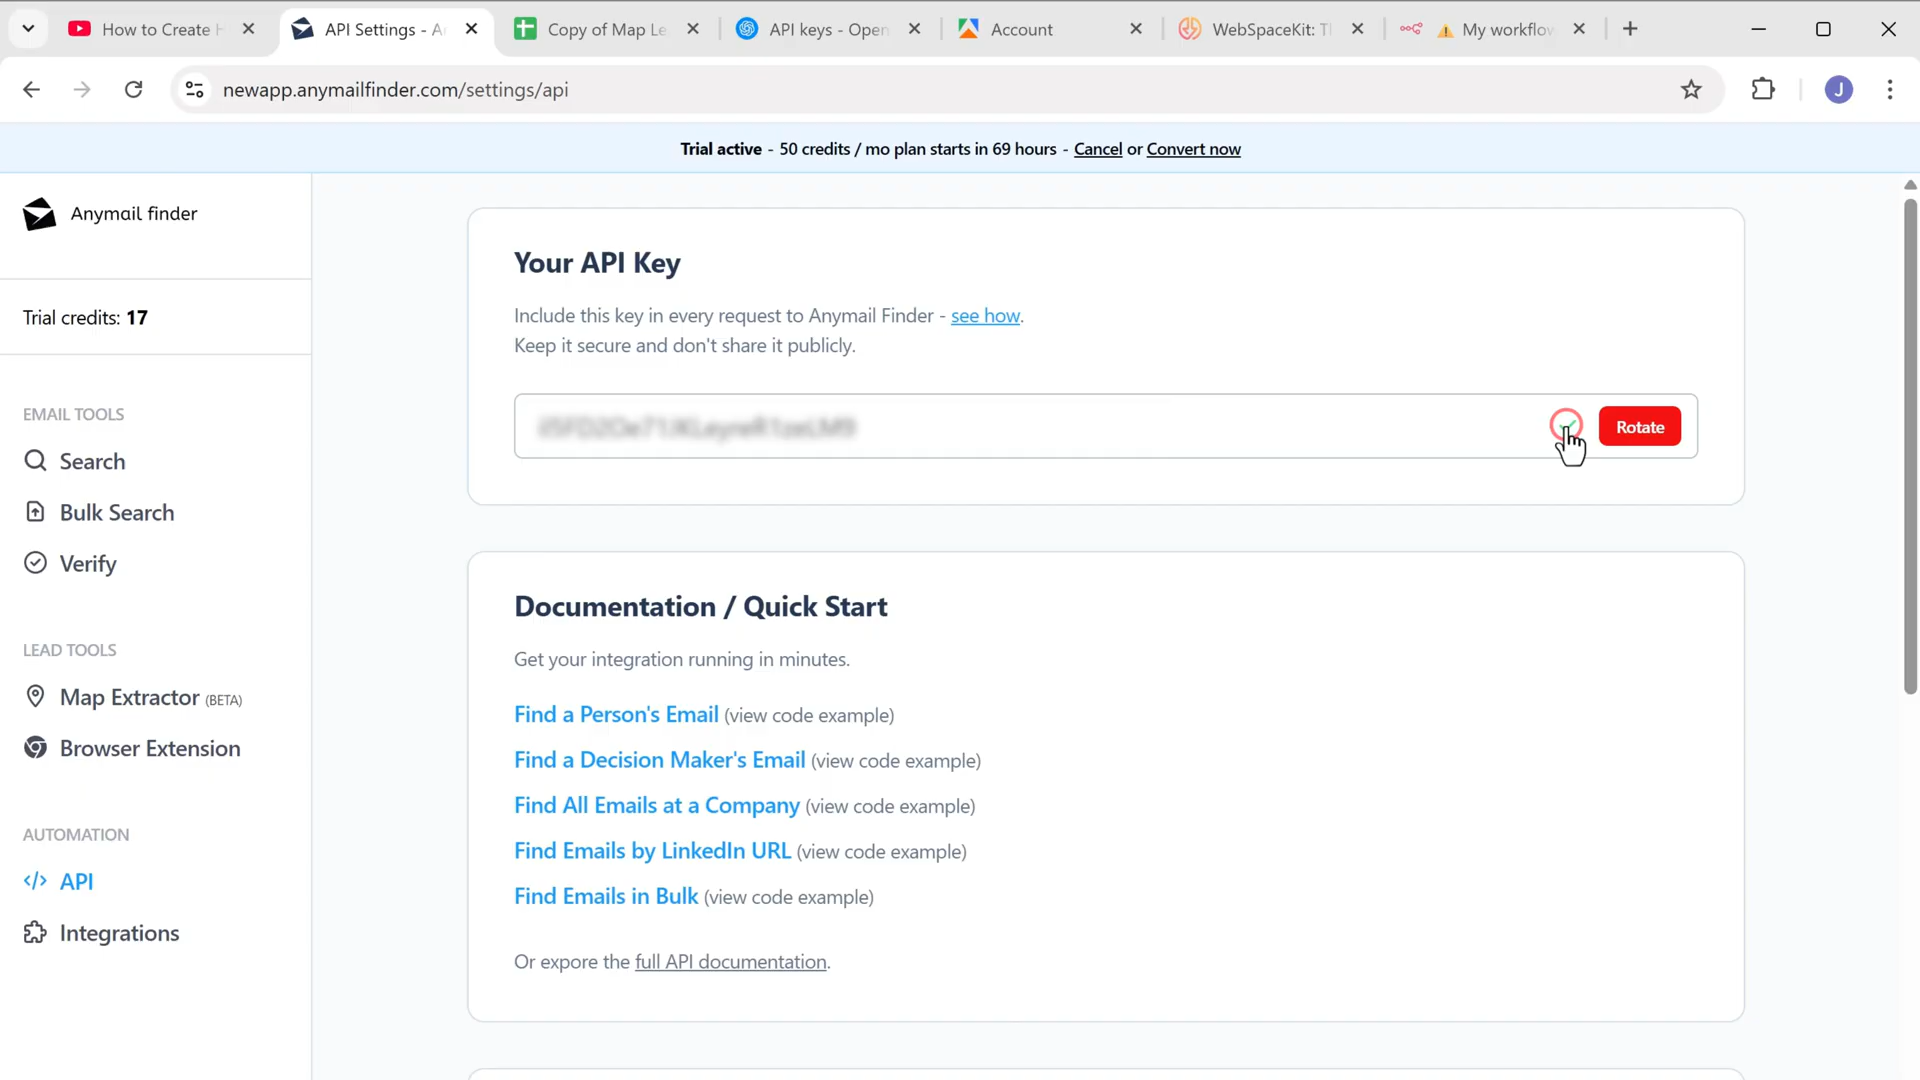 How to Create H
API Settings - A
Copy of Map Le
API keys - Open
Account
WebSpaceKit: T
My workflow
newapp.anymailfinder.com/settings/api
J
Trial active - 50 credits / mo plan starts in 69 hours - Cancel or Convert now
Anymail finder
Trial credits: 17
EMAIL TOOLS
Search
Bulk Search
Verify
LEAD TOOLS
Map Extractor (BETA)
Browser Extension
AUTOMATION
API
Integrations
Your API Key
Include this key in every request to Anymail Finder - see how.
Keep it secure and don't share it publicly.
Rotate
Documentation / Quick Start
Get your integration running in minutes.
Find a Person's Email (view code example)
Find a Decision Maker's Email (view code example)
Find All Emails at a Company (view code example)
Find Emails by LinkedIn URL (view code example)
Find Emails in Bulk (view code example)
Or expore the full API documentation.